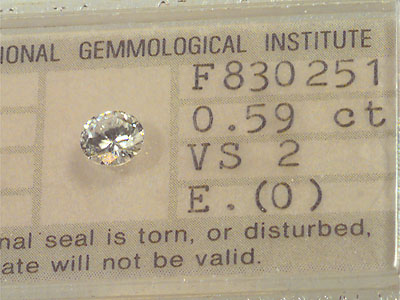 IONAL GEMMOLOGICAL INSTITUTE
F830251
0.59 ct
VS 2
E.(0)
nal seal is torn, or disturbed,
ate will not be valid.